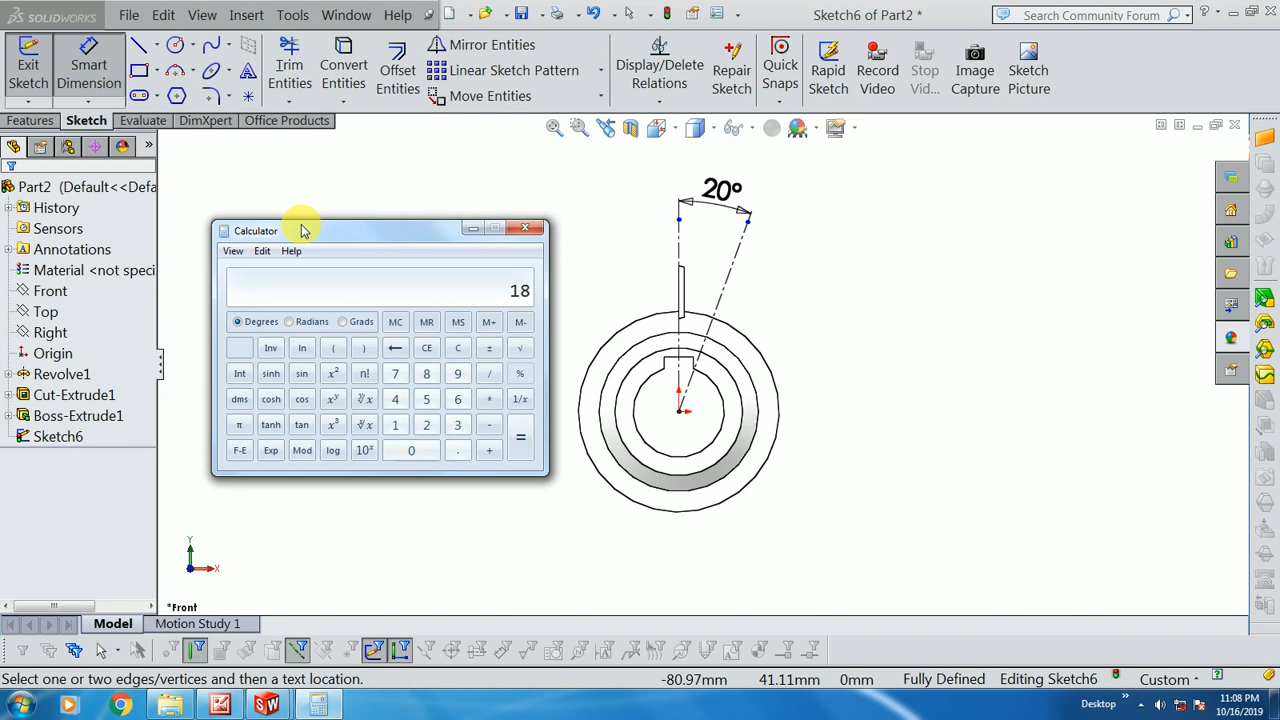 SOLIDWORKS File Edit View Insert Tools Window Help Sketch6 of Part2 * Search Community Forum ?
Exit Sketch
Smart Dimension
Trim Entities
Convert Entities
Offset Entities
Mirror Entities
Linear Sketch Pattern
Move Entities
Display/Delete Relations
Repair Sketch
Quick Snaps
Rapid Sketch
Record Video
Stop Vid...
Image Capture
Sketch Picture
Features Sketch Evaluate DimXpert Office Products
Part2 (Default<<Defa
History
Sensors
Annotations
Material <not speci
Front
Top
Right
Origin
Revolve1
Cut-Extrude1
Boss-Extrude1
Sketch6
20°
Calculator
View Edit Help
18
Degrees Radians Grads MC MR MS M+ M-
Inv ln ( ) ← CE C ± √
Int sinh sin x² n! 7 8 9 / %
dms cosh cos xʸ ʸ√x 4 5 6 * 1/x
π tanh tan x³ ³√x 1 2 3 - =
F-E Exp Mod log 10ˣ 0 . +
Y
X
*Front
Model Motion Study 1
Select one or two edges/vertices and then a text location. -80.97mm 41.11mm 0mm Fully Defined Editing Sketch6 Custom
Desktop
11:08 PM
10/16/2019